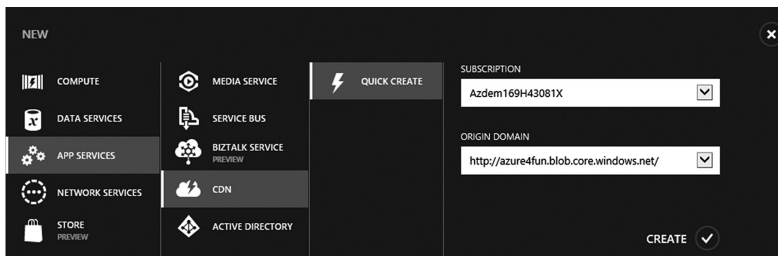 NEW
COMPUTE
DATA SERVICES
APP SERVICES
NETWORK SERVICES
STORE
PREVIEW
MEDIA SERVICE
SERVICE BUS
BIZTALK SERVICE
PREVIEW
CDN
ACTIVE DIRECTORY
QUICK CREATE
SUBSCRIPTION
Azdem169H43081X
ORIGIN DOMAIN
http://azure4fun.blob.core.windows.net/
CREATE